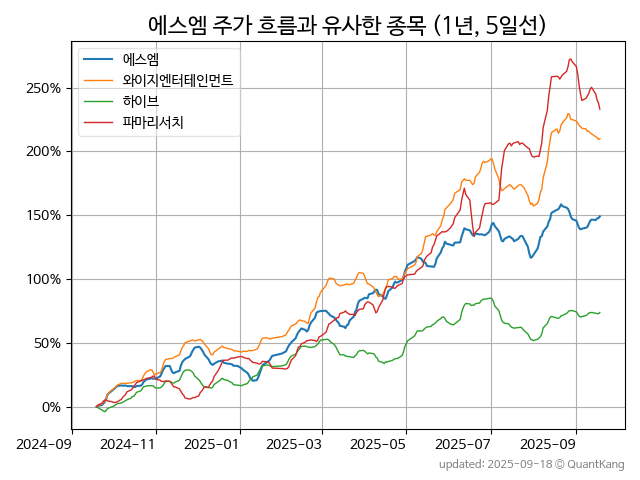 에스엠 주가 흐름과 유사한 종목 (1년, 5일선)
에스엠
와이지엔터테인먼트
하이브
파마리서치
250%
200%
150%
100%
50%
0%
2024-09 2024-11 2025-01 2025-03 2025-05 2025-07 2025-09
updated: 2025-09-18 © QuantKang